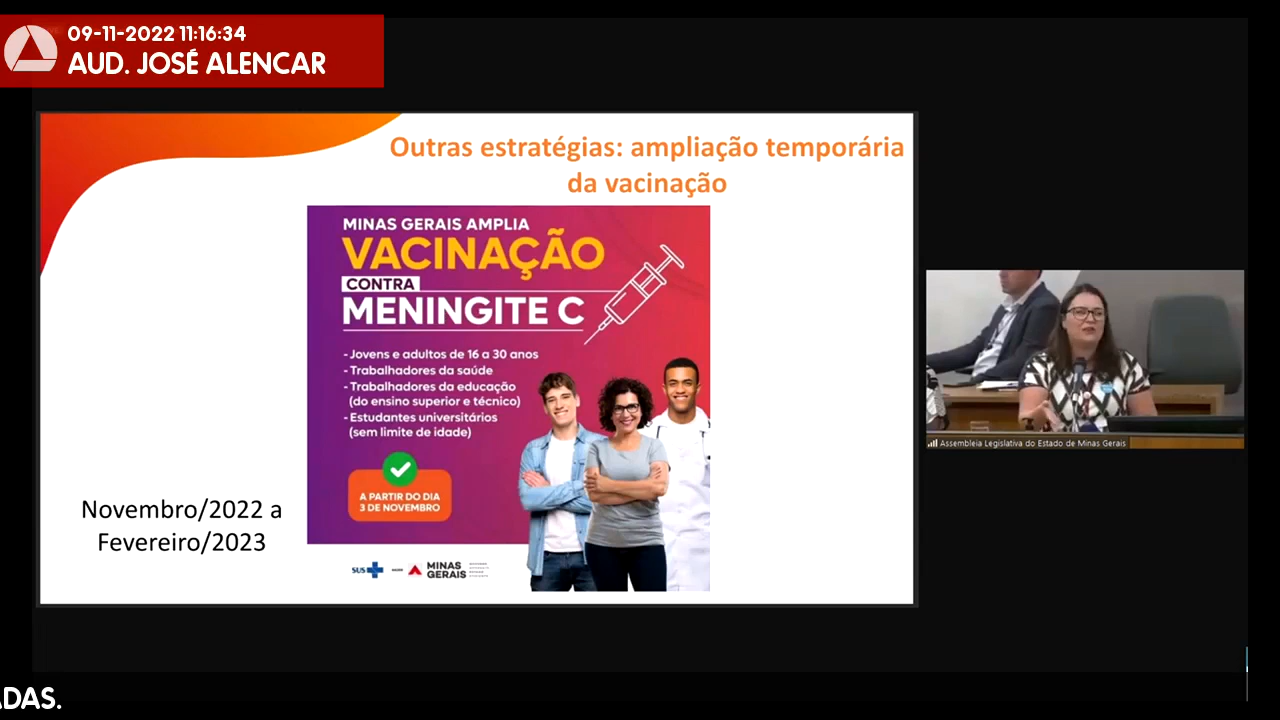 09-11-2022 11:16:34
AUD. JOSÉ ALENCAR
Outras estratégias: ampliação temporária
da vacinação
MINAS GERAIS AMPLIA
VACINAÇÃO
CONTRA
MENINGITE C
- Jovens e adultos de 16 a 30 anos
- Trabalhadores da saúde
- Trabalhadores da educação
(do ensino superior e técnico)
- Estudantes universitários
(sem limite de idade)
A PARTIR DO DIA
3 DE NOVEMBRO
Novembro/2022 a
Fevereiro/2023
SUS
MINAS
GERAIS
Assembleia Legislativa do Estado de Minas Gerais
ADAS.